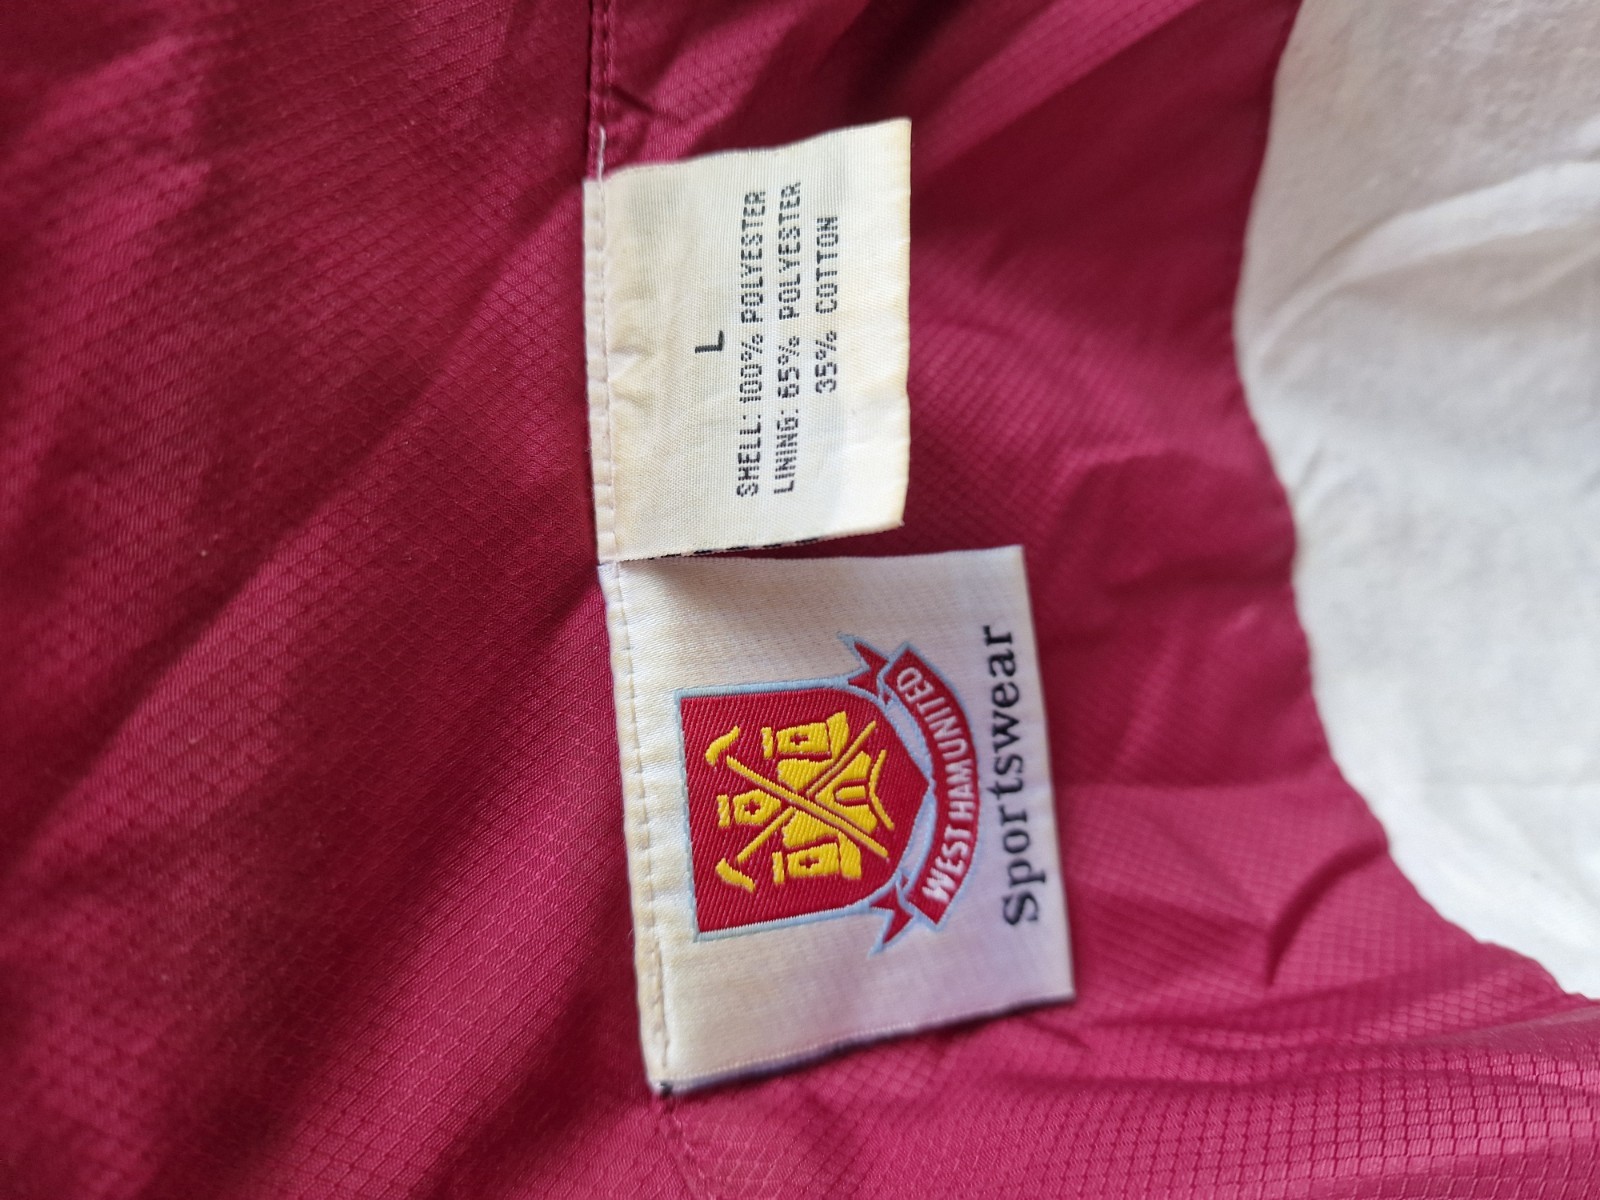 L
SHELL: 100% POLYESTER
LINING: 65% POLYESTER
35% COTTON
WEST HAM UNITED
Sportswear